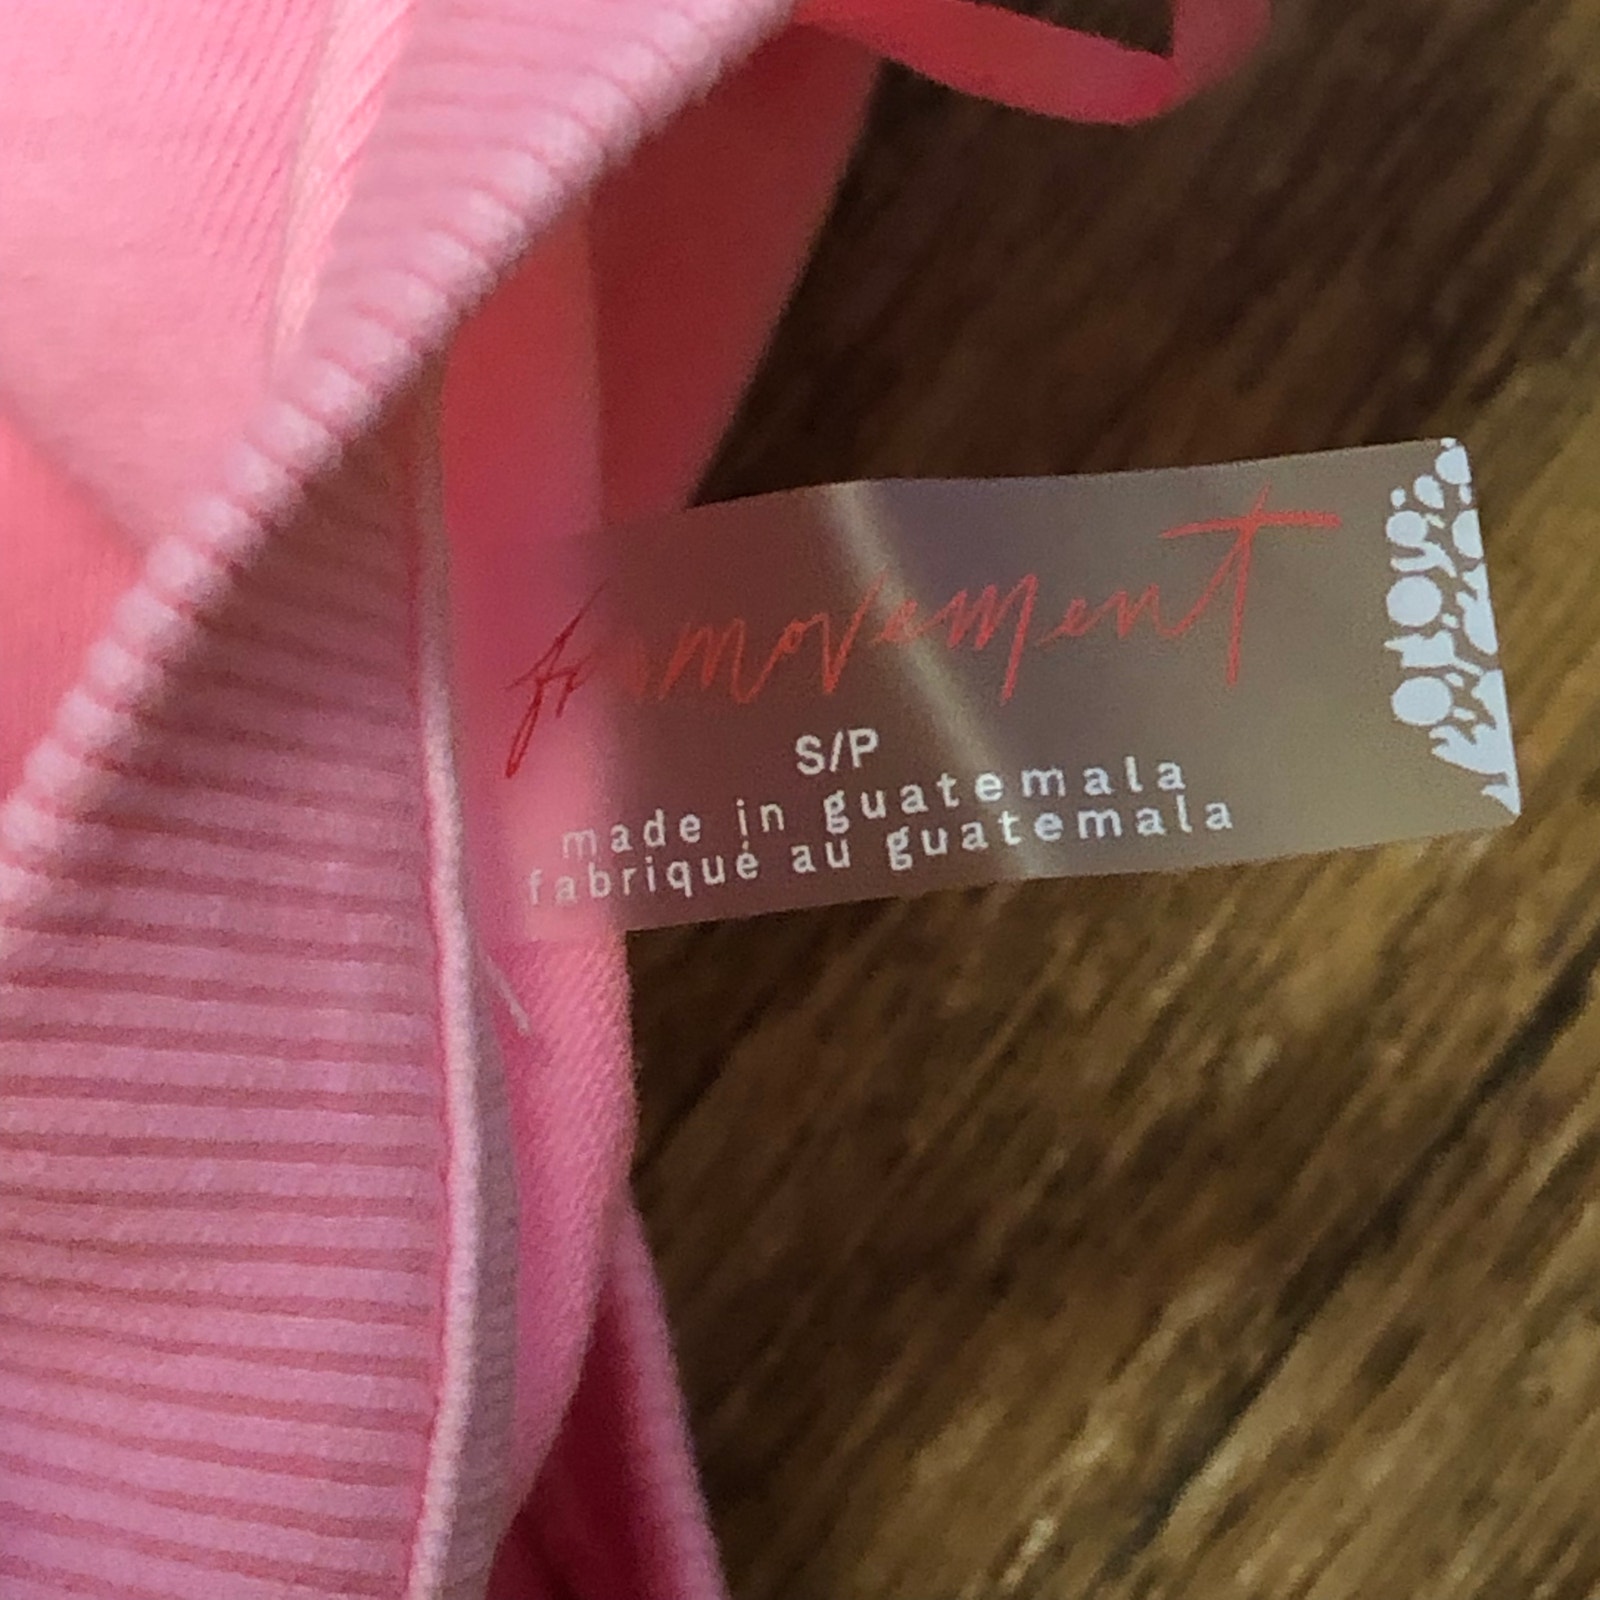 fp movement
S/P
made in guatemala
fabriqué au guatemala